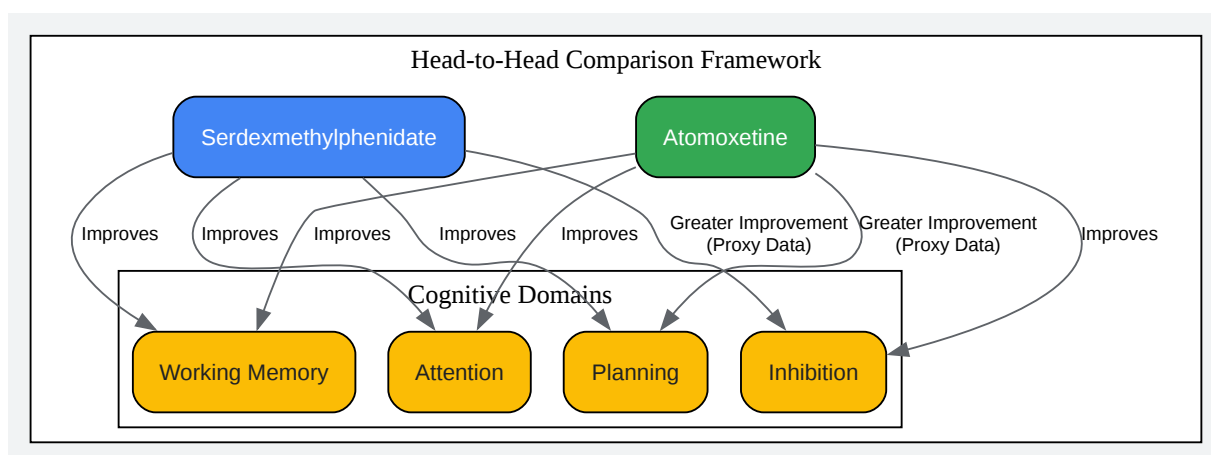 Head-to-Head Comparison Framework
Serdexmethylphenidate
Atomoxetine
Improves
Improves
Improves
Improves
Improves
Greater Improvement
(Proxy Data)
Greater Improvement
(Proxy Data)
Improves
Cognitive Domains
Working Memory
Attention
Planning
Inhibition